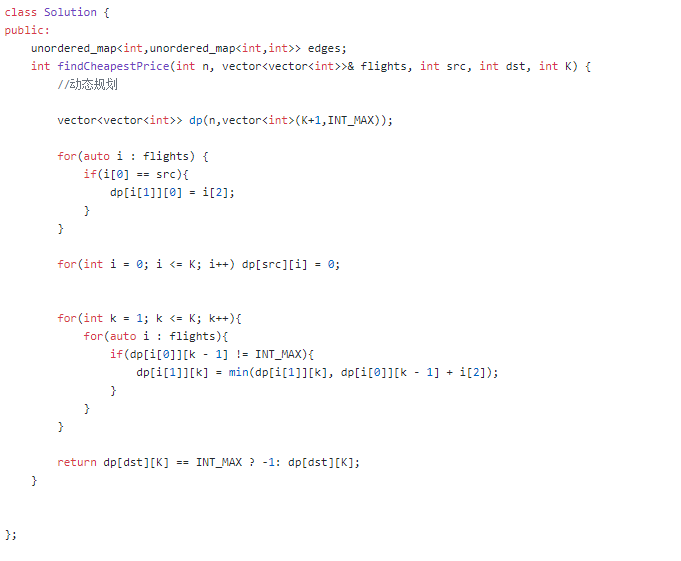 class Solution {
public:
    unordered_map<int,unordered_map<int,int>> edges;
    int findCheapestPrice(int n, vector<vector<int>>& flights, int src, int dst, int K) {
        //动态规划
        vector<vector<int>> dp(n,vector<int>(K+1,INT_MAX));
        for(auto i : flights) {
            if(i[0] == src){
                dp[i[1]][0] = i[2];
            }
        }
        for(int i = 0; i <= K; i++) dp[src][i] = 0;
        for(int k = 1; k <= K; k++){
            for(auto i : flights){
                if(dp[i[0]][k - 1] != INT_MAX){
                    dp[i[1]][k] = min(dp[i[1]][k], dp[i[0]][k - 1] + i[2]);
                }
            }
        }
        return dp[dst][K] == INT_MAX ? -1: dp[dst][K];
    }
};